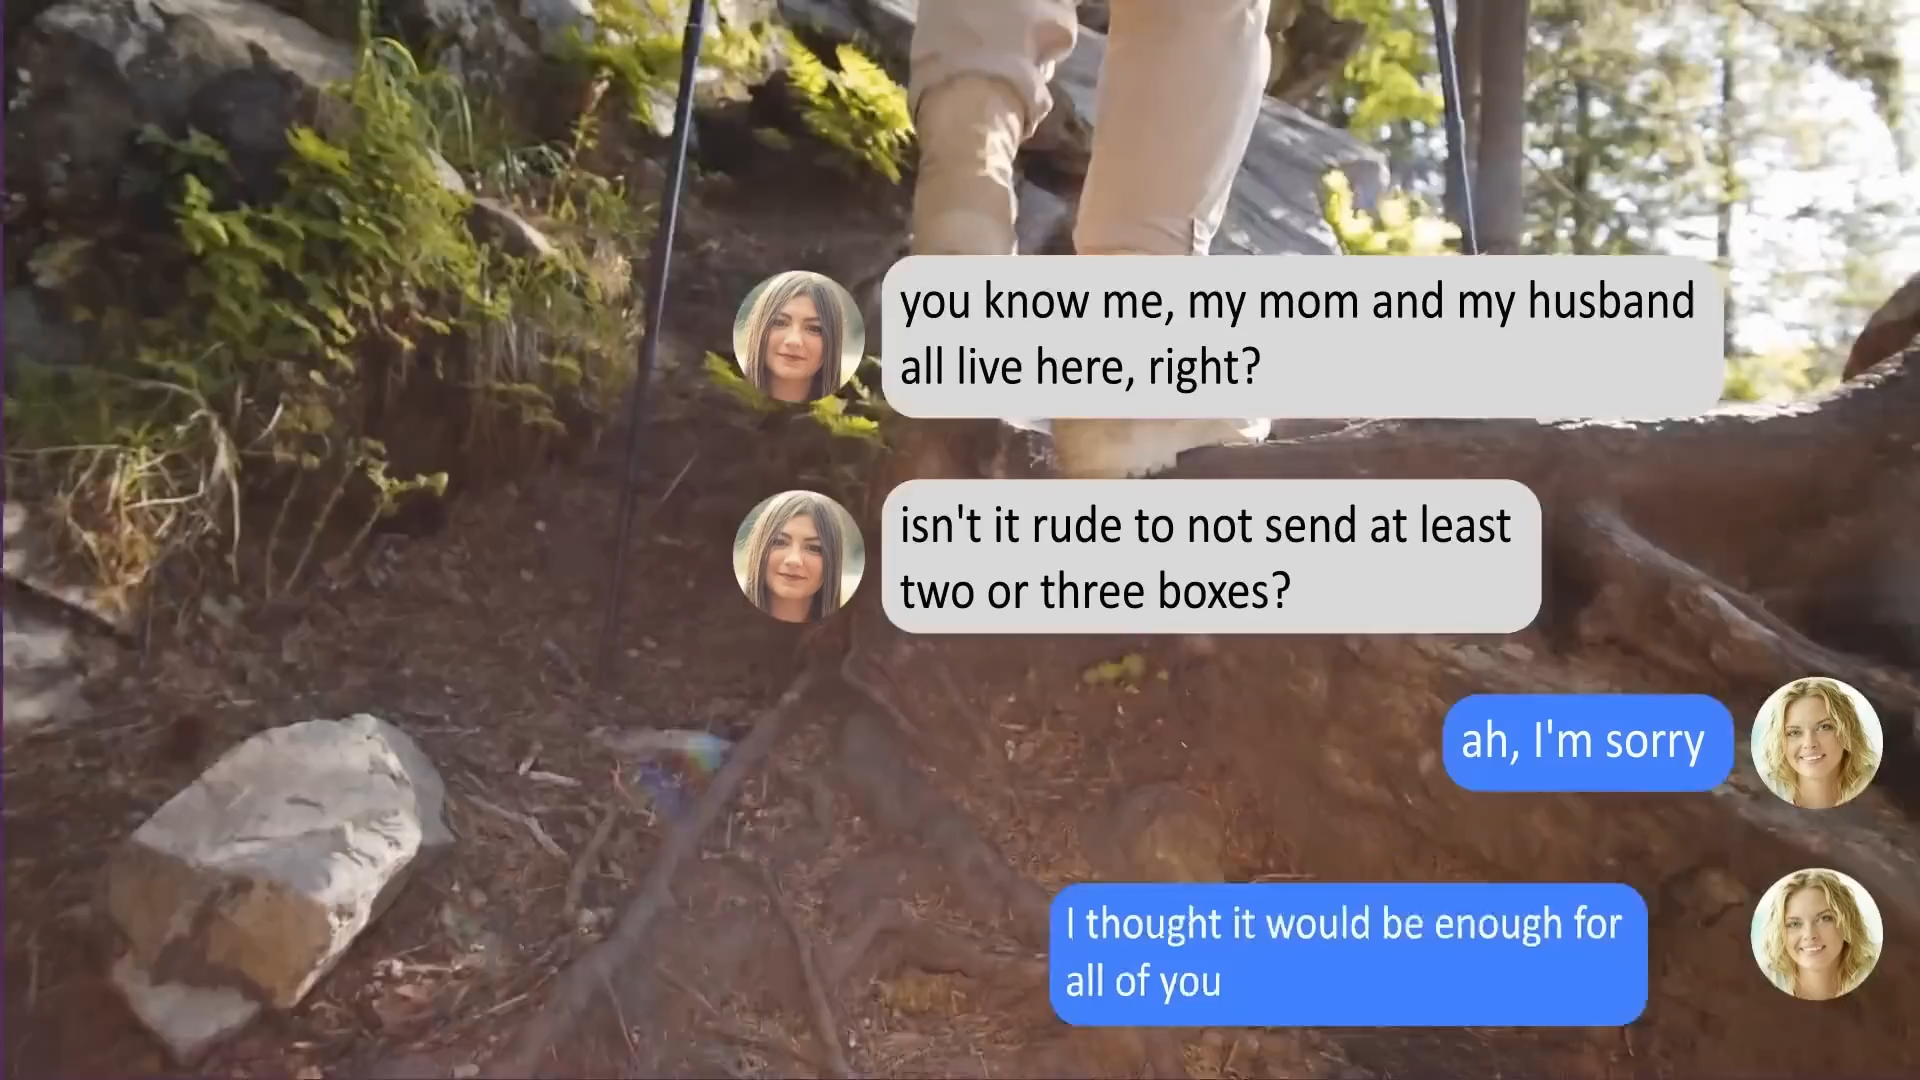 you know me, my mom and my husband
all live here, right?
isn't it rude to not send at least
two or three boxes?
ah, I'm sorry
I thought it would be enough for
all of you